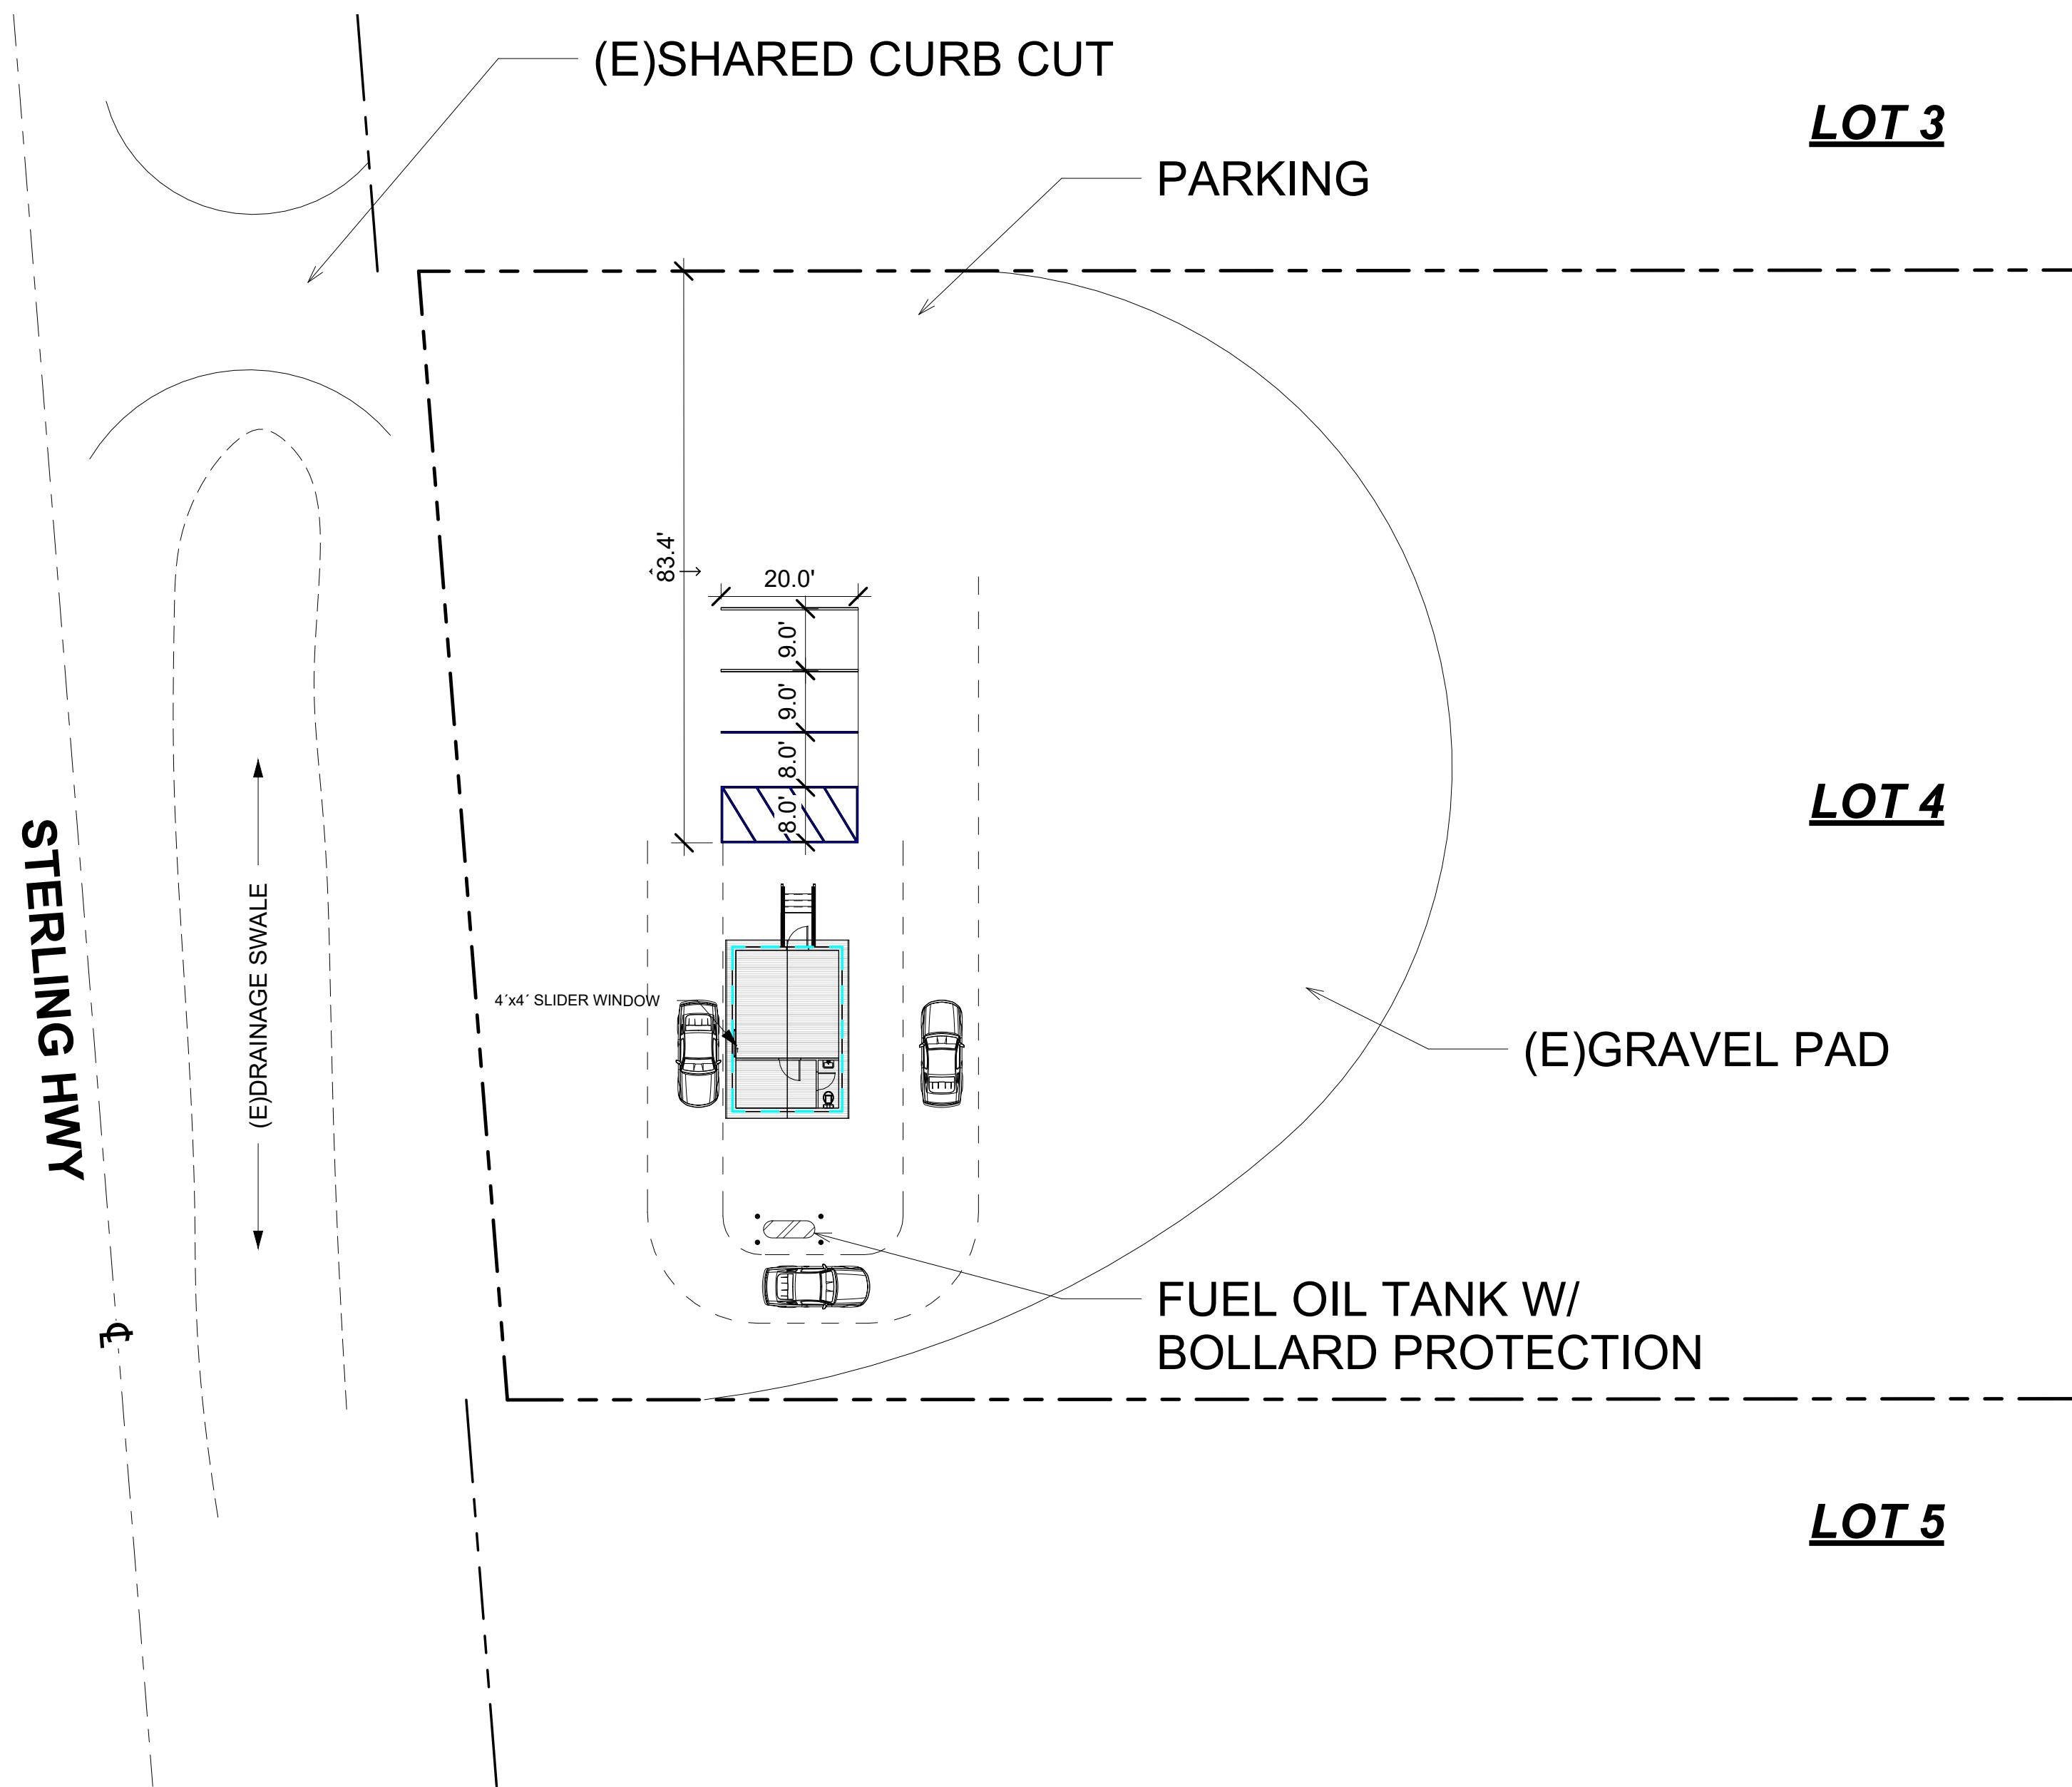 (E)SHARED CURB CUT
LOT 3
PARKING
83.4'
20.0'
9.0'
9.0'
8.0'
8.0'
LOT 4
STERLING HWY
(E)DRAINAGE SWALE
4'x4' SLIDER WINDOW
(E)GRAVEL PAD
FUEL OIL TANK W/
BOLLARD PROTECTION
℄
LOT 5